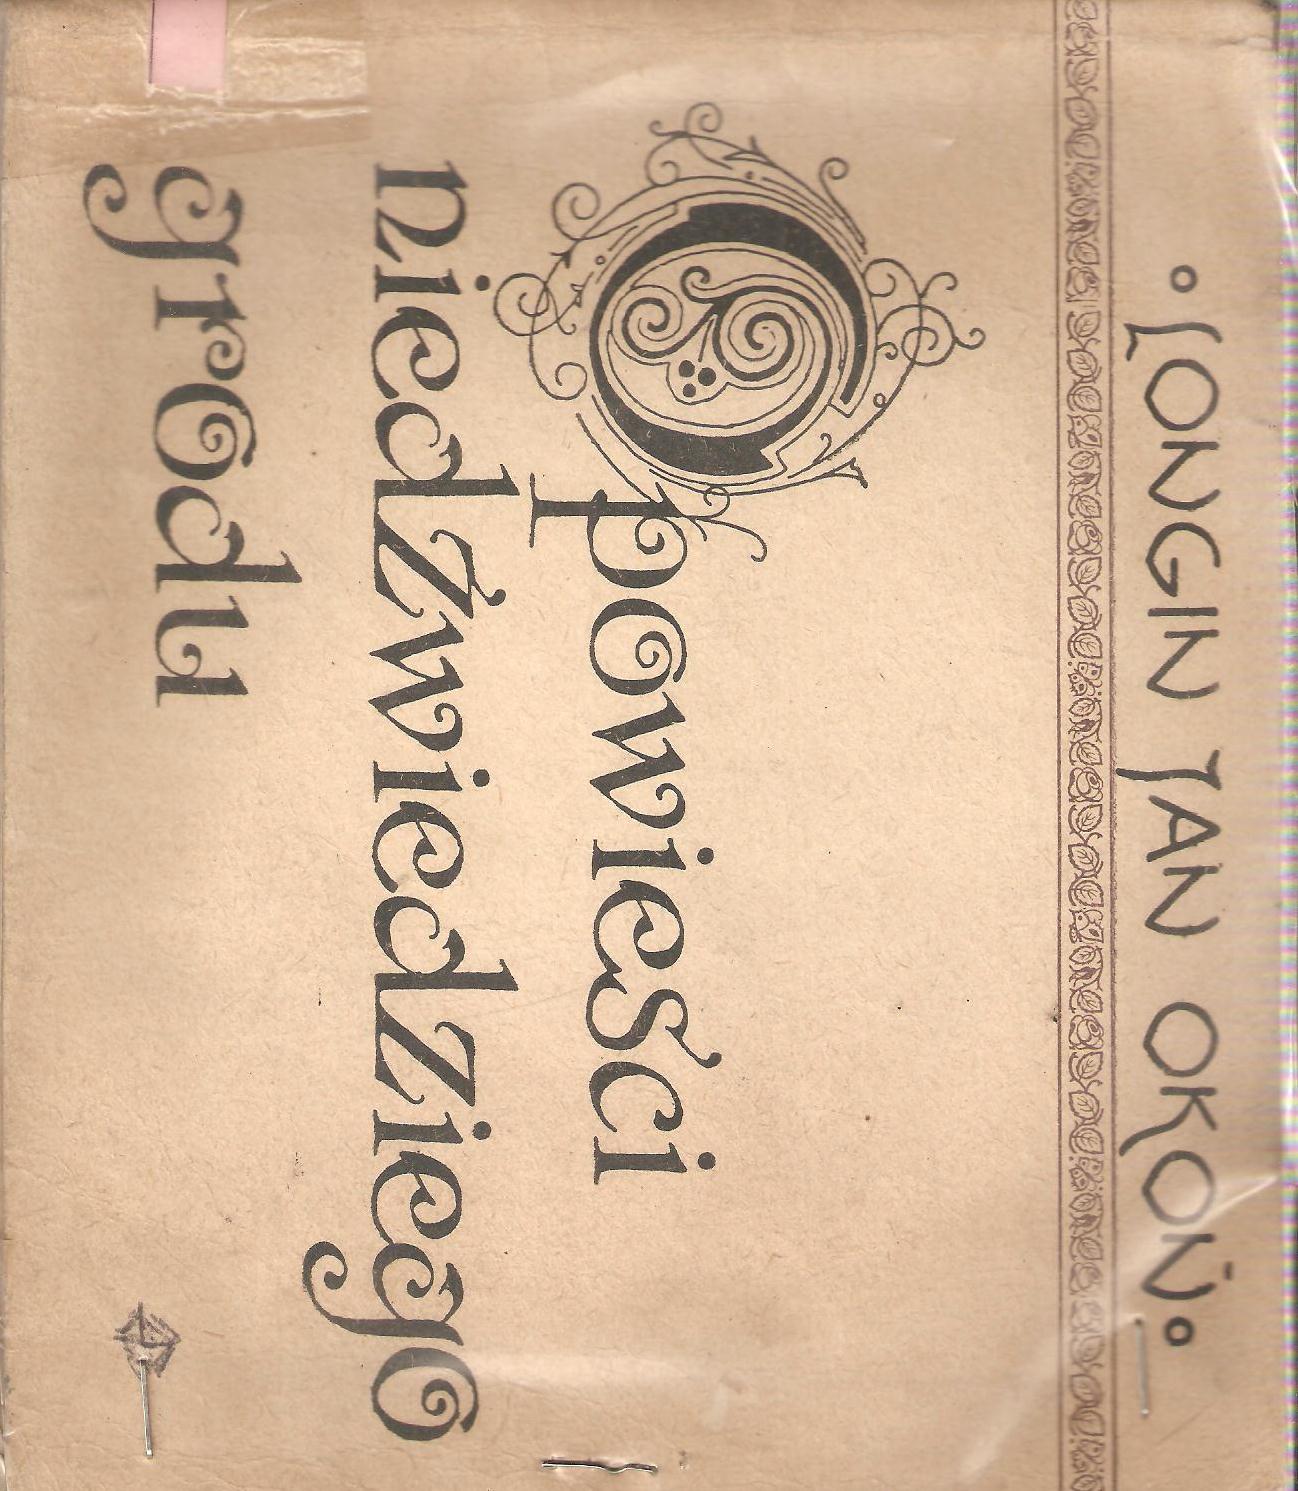 LONGIN JAN OKOŃ
Opowieści
niedźwiedziego
grodu